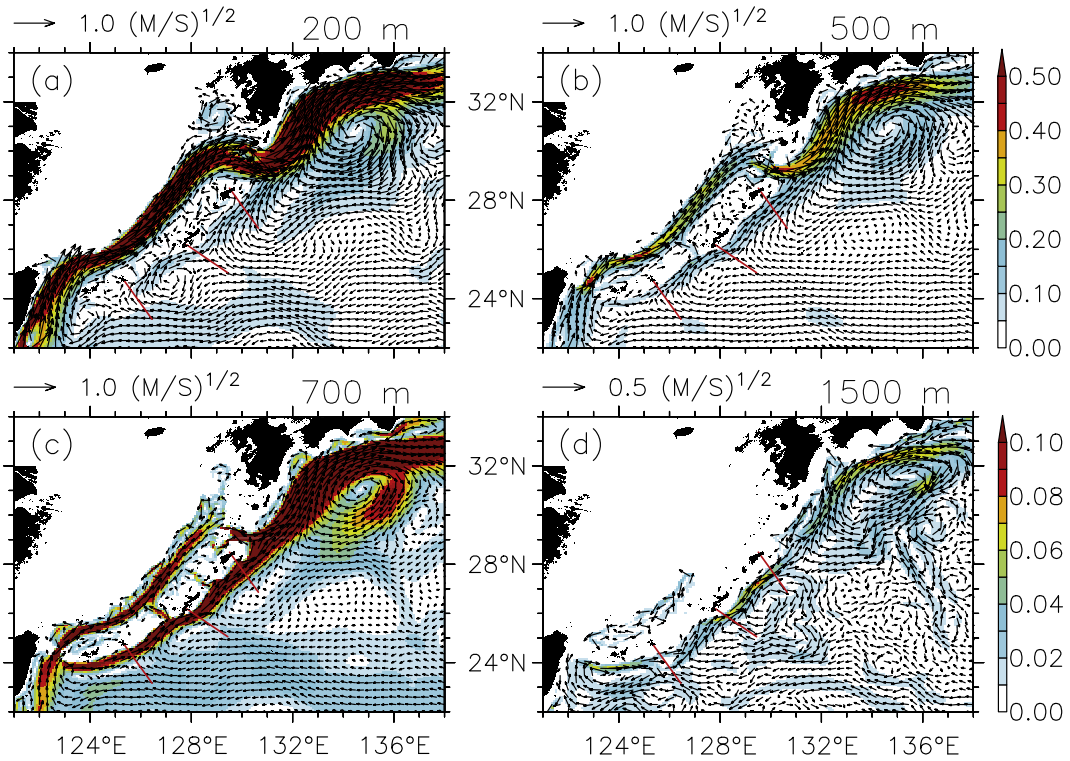 1.0 (M/S)1/2 200 m
1.0 (M/S)1/2 500 m
(a)
(b)
32°N
28°N
24°N
0.50
0.40
0.30
0.20
0.10
0.00
1.0 (M/S)1/2 700 m
0.5 (M/S)1/2 1500 m
(c)
(d)
32°N
28°N
24°N
0.10
0.08
0.06
0.04
0.02
0.00
124°E 128°E 132°E 136°E
124°E 128°E 132°E 136°E